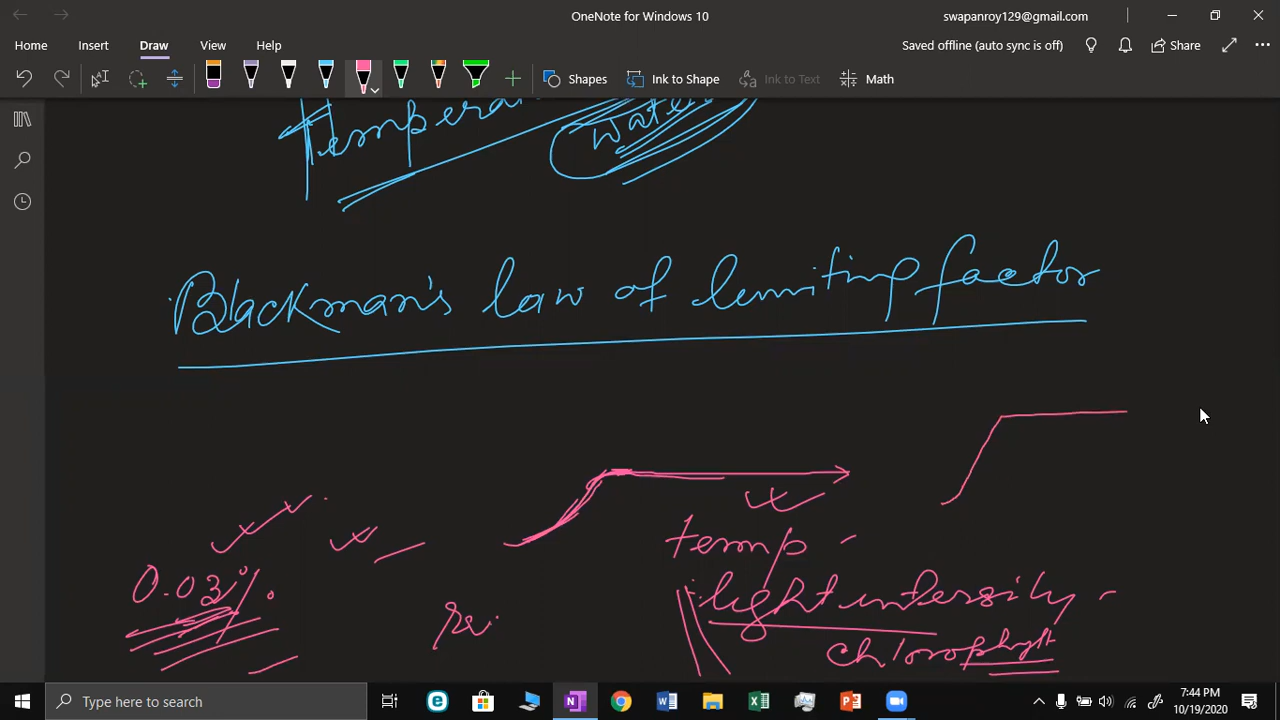 OneNote for Windows 10
swapanroy129@gmail.com
Home Insert Draw View Help
Saved offline (auto sync is off)
Share
Shapes Ink to Shape Ink to Text Math
Tempera
wate
Blackman's law of limiting factor
temp
0.03%.
light intensity
chlorophyll
Type here to search
7:44 PM
10/19/2020